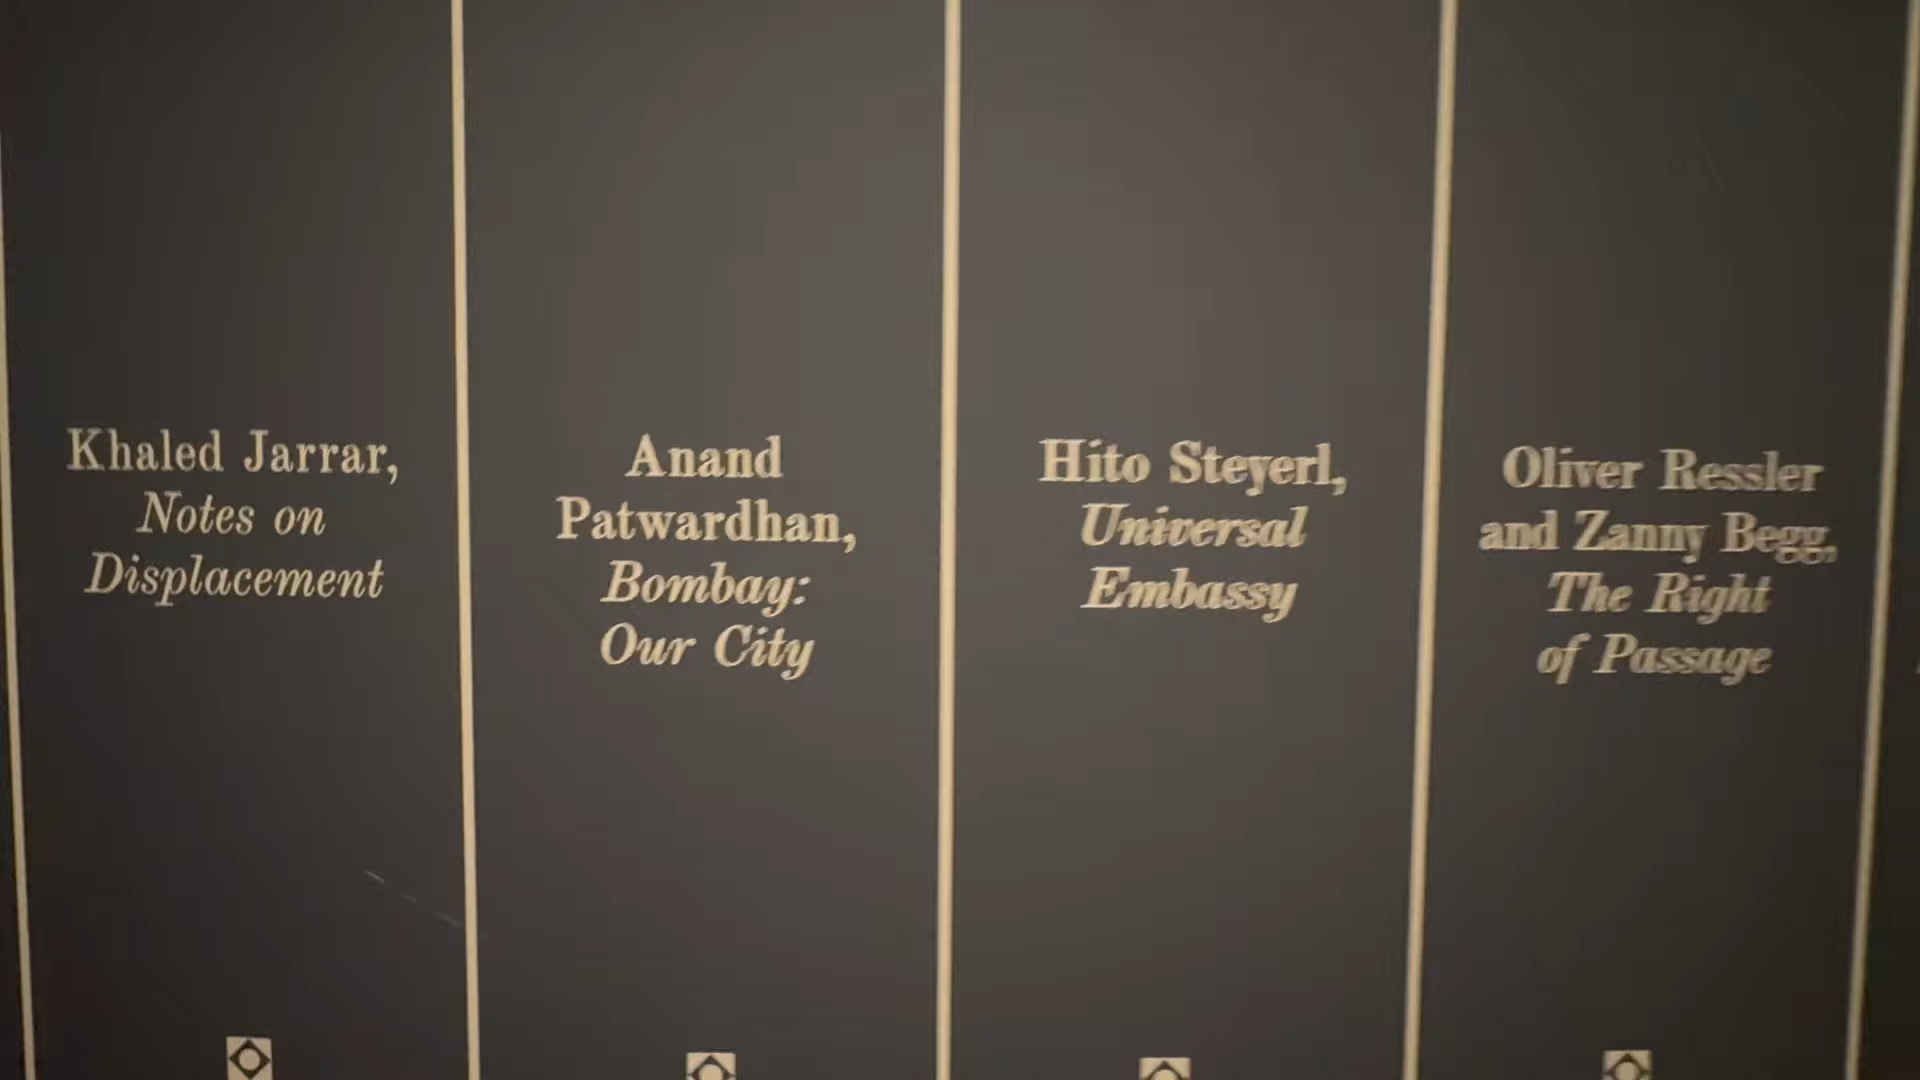 Khaled Jarrar,
Notes on
Displacement
Anand
Patwardhan,
Bombay:
Our City
Hito Steyerl,
Universal
Embassy
Oliver Ressler
and Zanny Begg,
The Right
of Passage